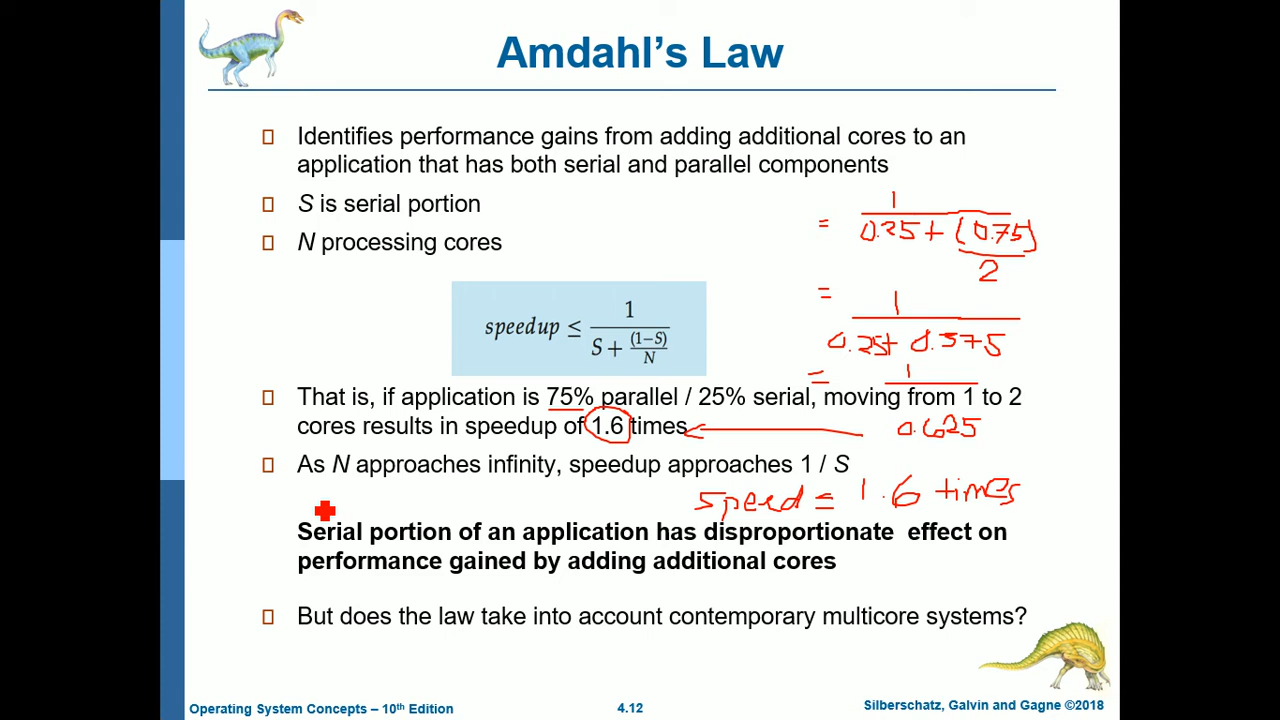 Amdahl's Law
Identifies performance gains from adding additional cores to an
application that has both serial and parallel components
S is serial portion
N processing cores
speedup ≤ 1 / (S + (1−S)/N)
= 1 / (0.25 + (0.75)/2)
= 1 / (0.25 + 0.375)
= 1 / 0.625
That is, if application is 75% parallel / 25% serial, moving from 1 to 2
cores results in speedup of 1.6 times
As N approaches infinity, speedup approaches 1 / S
speed = 1.6 times
Serial portion of an application has disproportionate effect on
performance gained by adding additional cores
But does the law take into account contemporary multicore systems?
Operating System Concepts – 10th Edition
4.12
Silberschatz, Galvin and Gagne ©2018